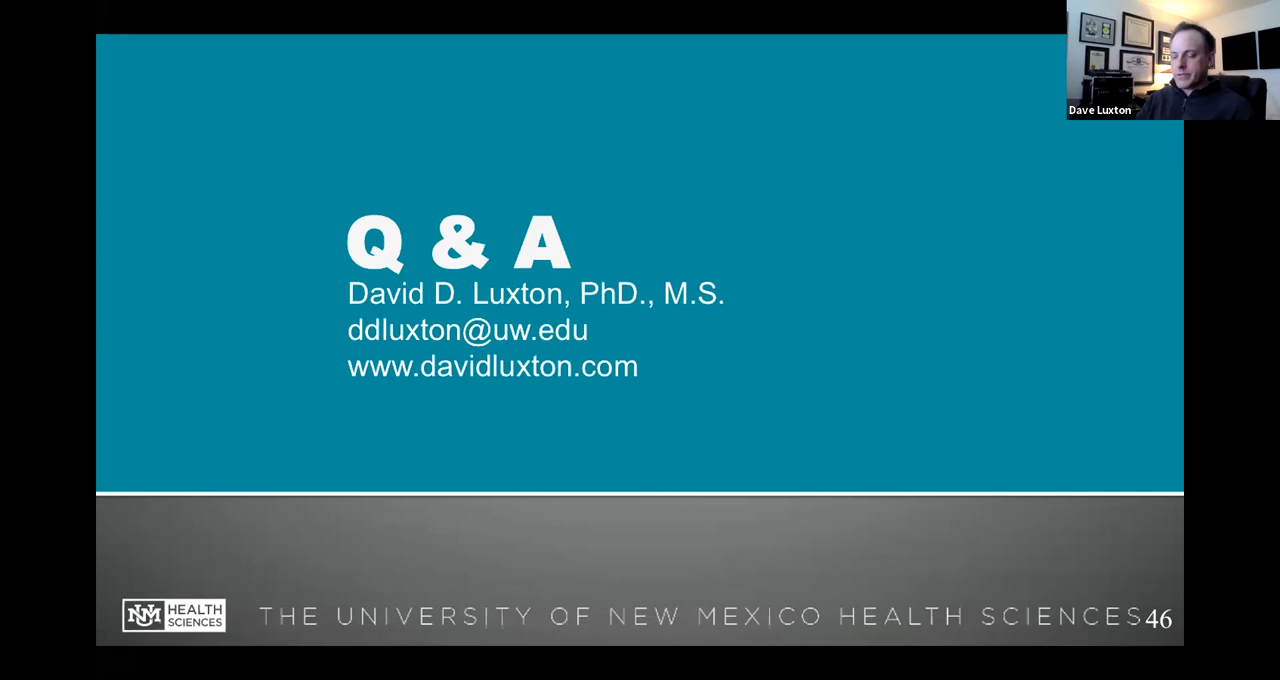 Dave Luxton
Q & A
David D. Luxton, PhD., M.S.
ddluxton@uw.edu
www.davidluxton.com
UNM HEALTH SCIENCES
THE UNIVERSITY OF NEW MEXICO HEALTH SCIENCES 46